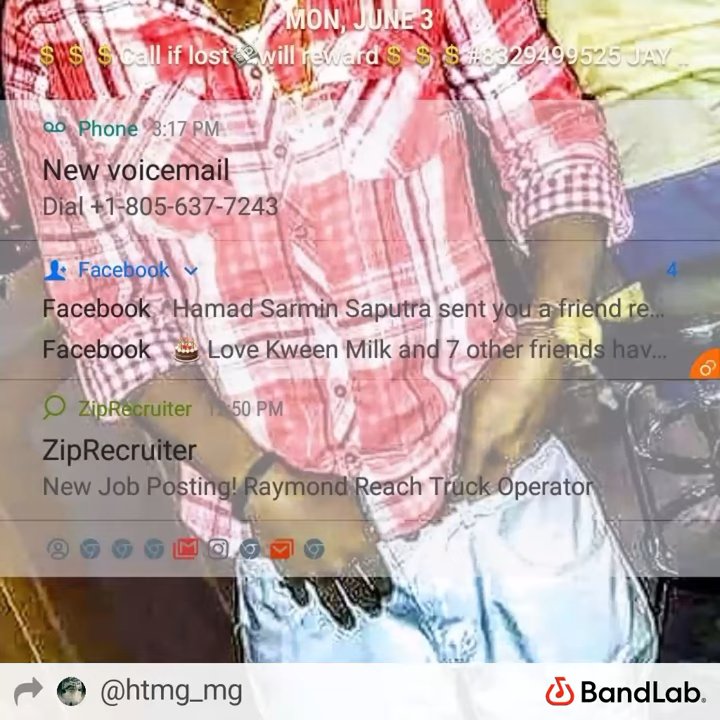 MON, JUNE 3
$ $ $ Call if lost💸will reward $ $ $ #8329499525 JAY ..
Phone 3:17 PM
New voicemail
Dial +1-805-637-7243
Facebook 4
Facebook Hamad Sarmin Saputra sent you a friend re...
Facebook 🎂 Love Kween Milk and 7 other friends hav...
ZipRecruiter 12:50 PM
ZipRecruiter
New Job Posting! Raymond Reach Truck Operator
@htmg_mg
BandLab